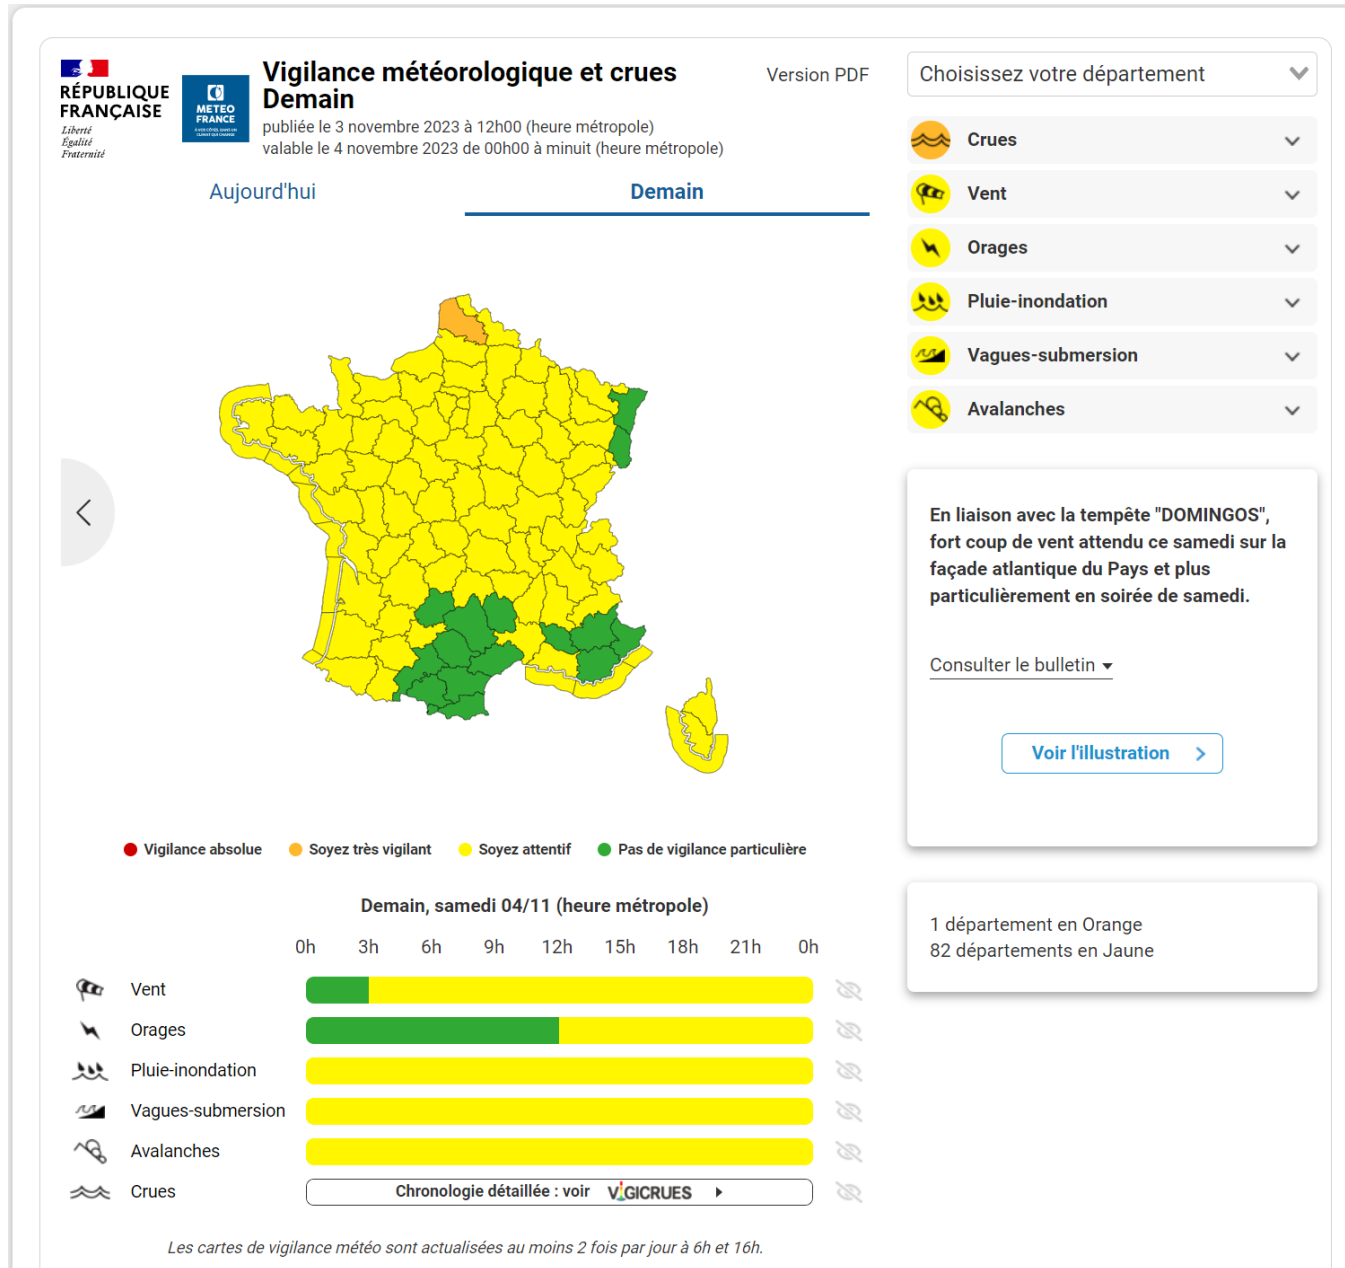 RÉPUBLIQUE
FRANÇAISE
Liberté
Égalité
Fraternité
METEO
FRANCE
Vigilance météorologique et crues
Demain
publiée le 3 novembre 2023 à 12h00 (heure métropole)
valable le 4 novembre 2023 de 00h00 à minuit (heure métropole)
Version PDF
Aujourd'hui
Demain
Vigilance absolue
Soyez très vigilant
Soyez attentif
Pas de vigilance particulière
Demain, samedi 04/11 (heure métropole)
0h 3h 6h 9h 12h 15h 18h 21h 0h
Vent
Orages
Pluie-inondation
Vagues-submersion
Avalanches
Crues
Chronologie détaillée : voir VIGICRUES
Les cartes de vigilance météo sont actualisées au moins 2 fois par jour à 6h et 16h.
Choisissez votre département
Crues
Vent
Orages
Pluie-inondation
Vagues-submersion
Avalanches
En liaison avec la tempête "DOMINGOS",
fort coup de vent attendu ce samedi sur la
façade atlantique du Pays et plus
particulièrement en soirée de samedi.
Consulter le bulletin
Voir l'illustration
1 département en Orange
82 départements en Jaune